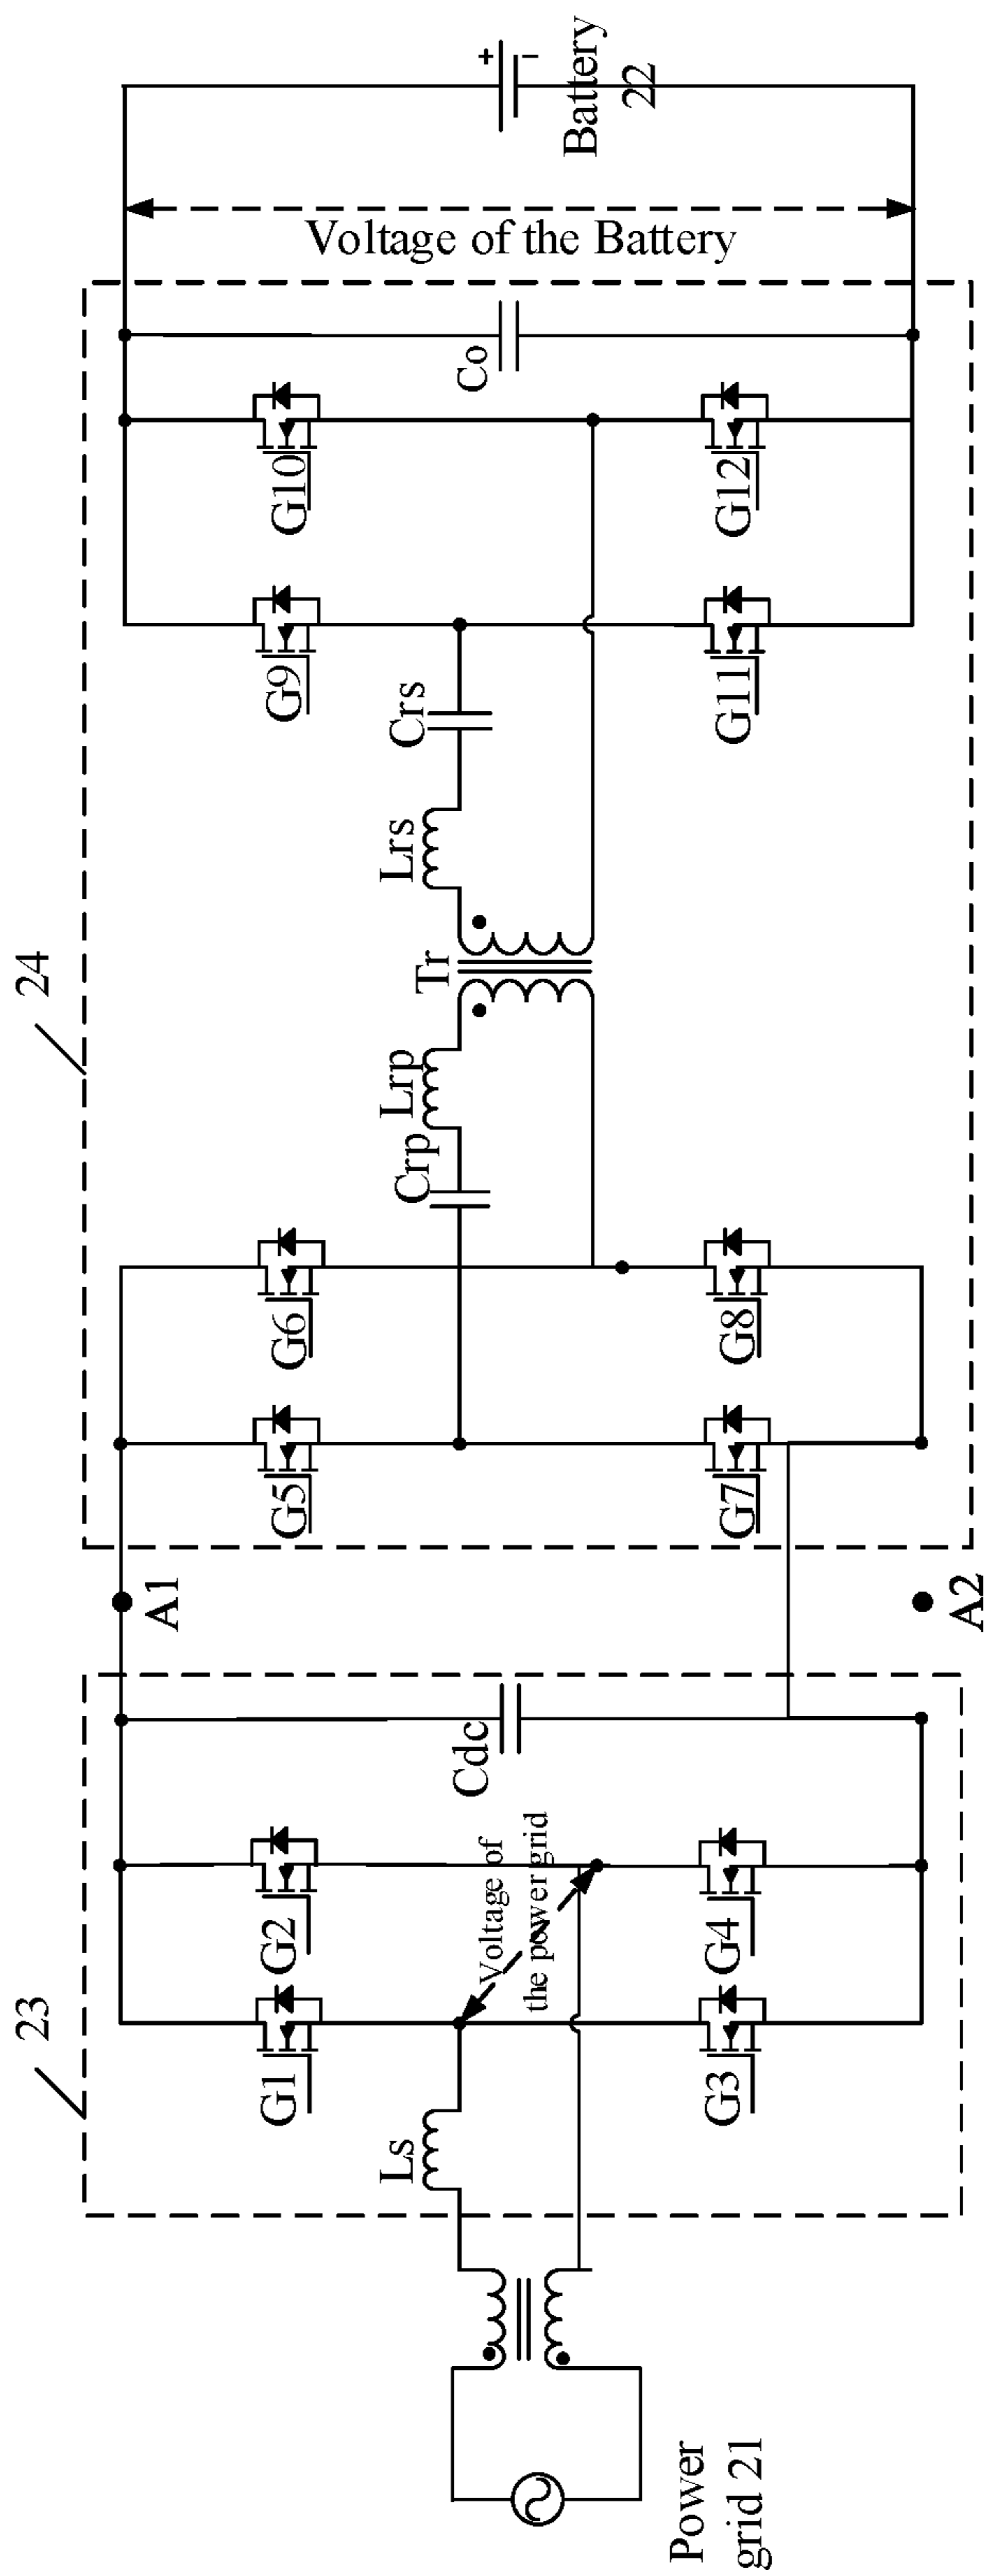 23
24
Power
grid 21
Ls
G1
G2
G3
G4
Voltage of
the power grid
Cdc
A1
A2
G5
G6
G7
G8
Crp
Lrp
Tr
Lrs
Crs
G9
G10
G11
G12
Co
Voltage of the Battery
+
−
Battery
22